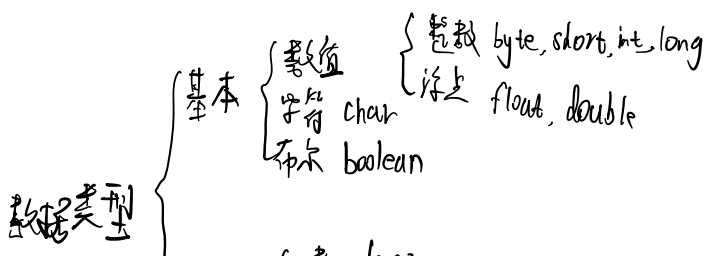 整数 byte, short, int, long
数值
浮点 float, double
基本
字符 char
布尔 boolean
数据类型